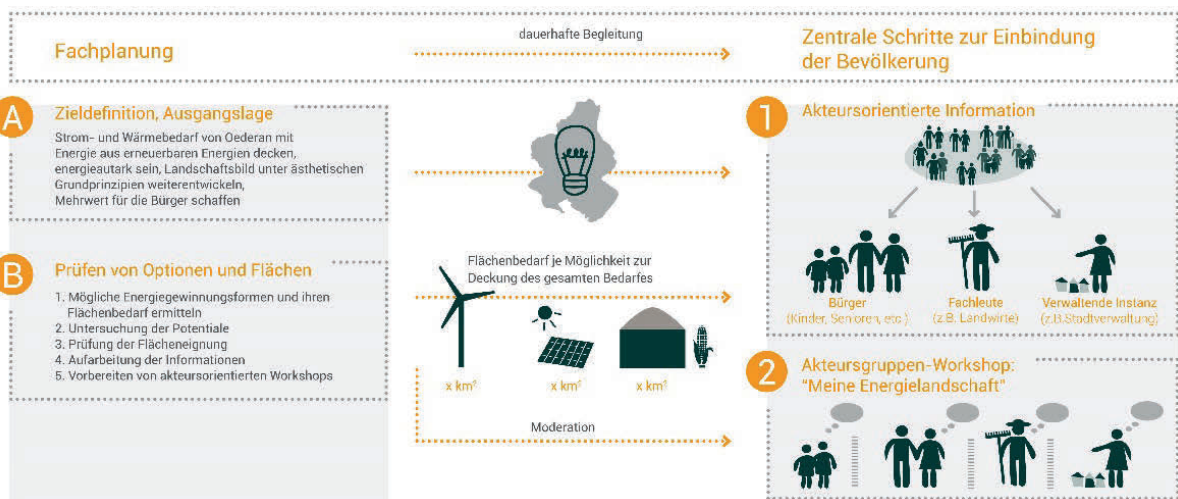 Fachplanung
dauerhafte Begleitung
Zentrale Schritte zur Einbindung
der Bevölkerung
A
Zieldefinition, Ausgangslage
Strom- und Wärmebedarf von Oederan mit
Energie aus erneuerbaren Energien decken,
energieautark sein, Landschaftsbild unter ästhetischen
Grundprinzipien weiterentwickeln,
Mehrwert für die Bürger schaffen
B
Prüfen von Optionen und Flächen
1. Mögliche Energiegewinnungsformen und ihren
Flächenbedarf ermitteln
2. Untersuchung der Potentiale
3. Prüfung der Flächeneignung
4. Aufarbeitung der Informationen
5. Vorbereiten von akteursorientierten Workshops
Flächenbedarf je Möglichkeit zur
Deckung des gesamten Bedarfes
x km²
x km²
x km²
Moderation
1
Akteursorientierte Information
Bürger
(Kinder, Senioren, etc.)
Fachleute
(z.B. Landwirte)
Verwaltende Instanz
(z.B.Stadtverwaltung)
2
Akteursgruppen-Workshop:
"Meine Energielandschaft"